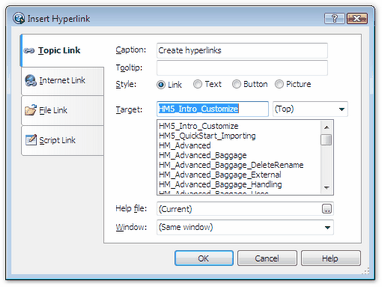 Insert Hyperlink
Topic Link
Internet Link
File Link
Script Link
Caption: Create hyperlinks
Tooltip:
Style: Link Text Button Picture
Target: HM5_Intro_Customize (Top)
HM5_Intro_Customize
HM5_QuickStart_Importing
HM_Advanced
HM_Advanced_Baggage
HM_Advanced_Baggage_DeleteRename
HM_Advanced_Baggage_External
HM_Advanced_Baggage_Handling
Help file: (Current)
Window: (Same window)
OK Cancel Help